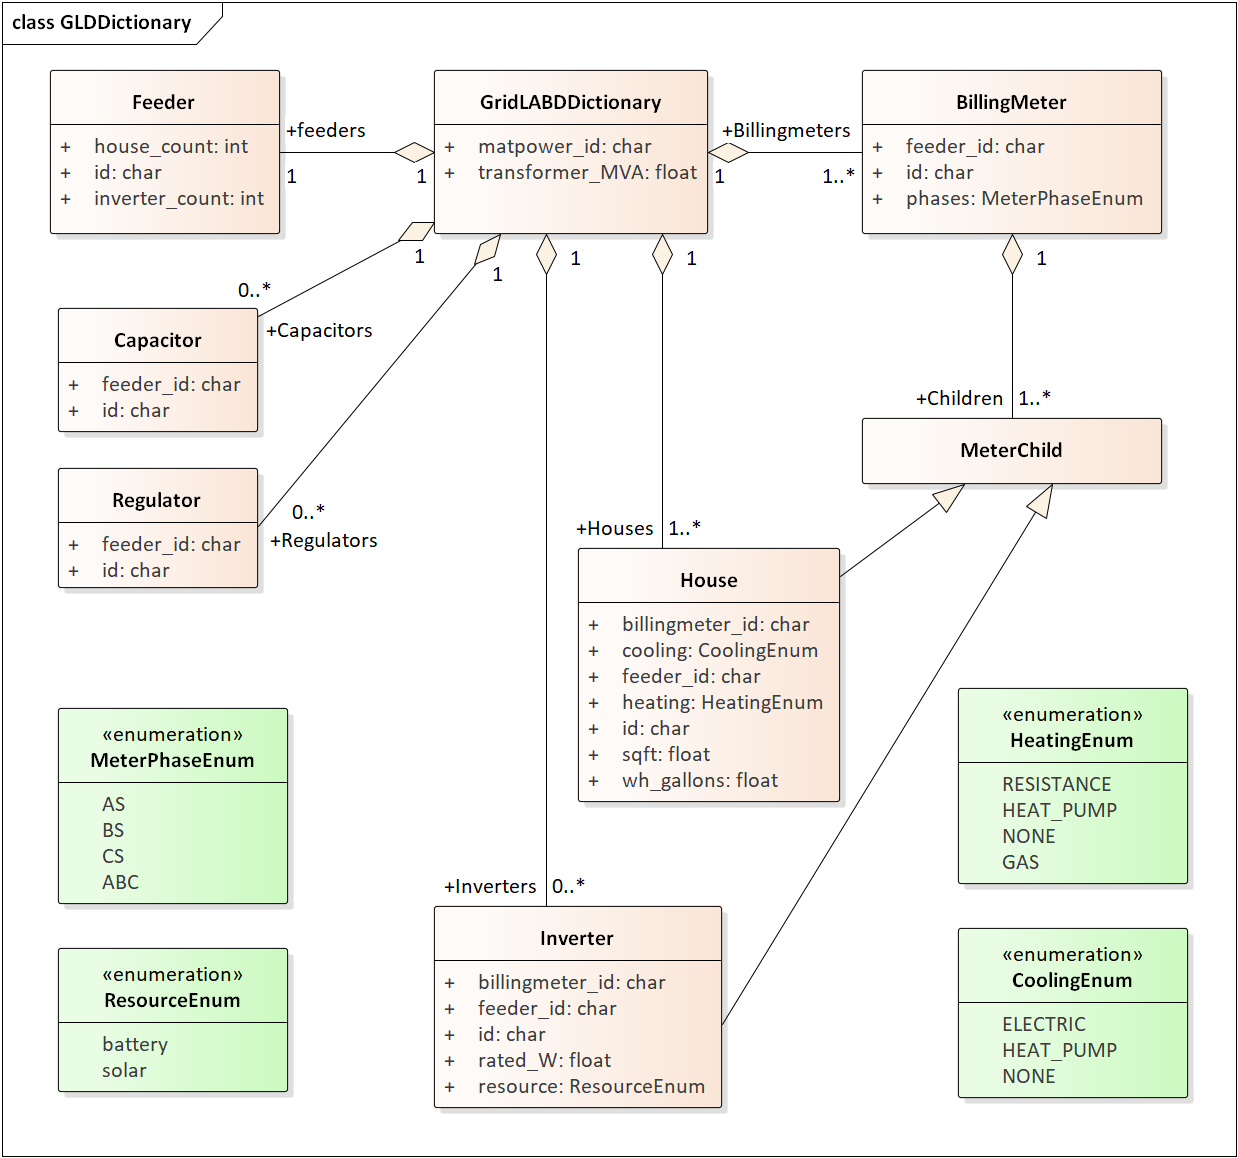 class GLDDictionary
Feeder
+ house_count: int
+ id: char
+ inverter_count: int
+feeders
1
1
GridLABDDictionary
+ matpower_id: char
+ transformer_MVA: float
+Billingmeters
1
1..*
BillingMeter
+ feeder_id: char
+ id: char
+ phases: MeterPhaseEnum
1
1
1
1
1
0..*
+Capacitors
Capacitor
+ feeder_id: char
+ id: char
+Children 1..*
MeterChild
Regulator
+ feeder_id: char
+ id: char
0..*
+Regulators
+Houses 1..*
House
+ billingmeter_id: char
+ cooling: CoolingEnum
+ feeder_id: char
+ heating: HeatingEnum
+ id: char
+ sqft: float
+ wh_gallons: float
«enumeration»
MeterPhaseEnum
AS
BS
CS
ABC
«enumeration»
HeatingEnum
RESISTANCE
HEAT_PUMP
NONE
GAS
+Inverters 0..*
Inverter
+ billingmeter_id: char
+ feeder_id: char
+ id: char
+ rated_W: float
+ resource: ResourceEnum
«enumeration»
ResourceEnum
battery
solar
«enumeration»
CoolingEnum
ELECTRIC
HEAT_PUMP
NONE